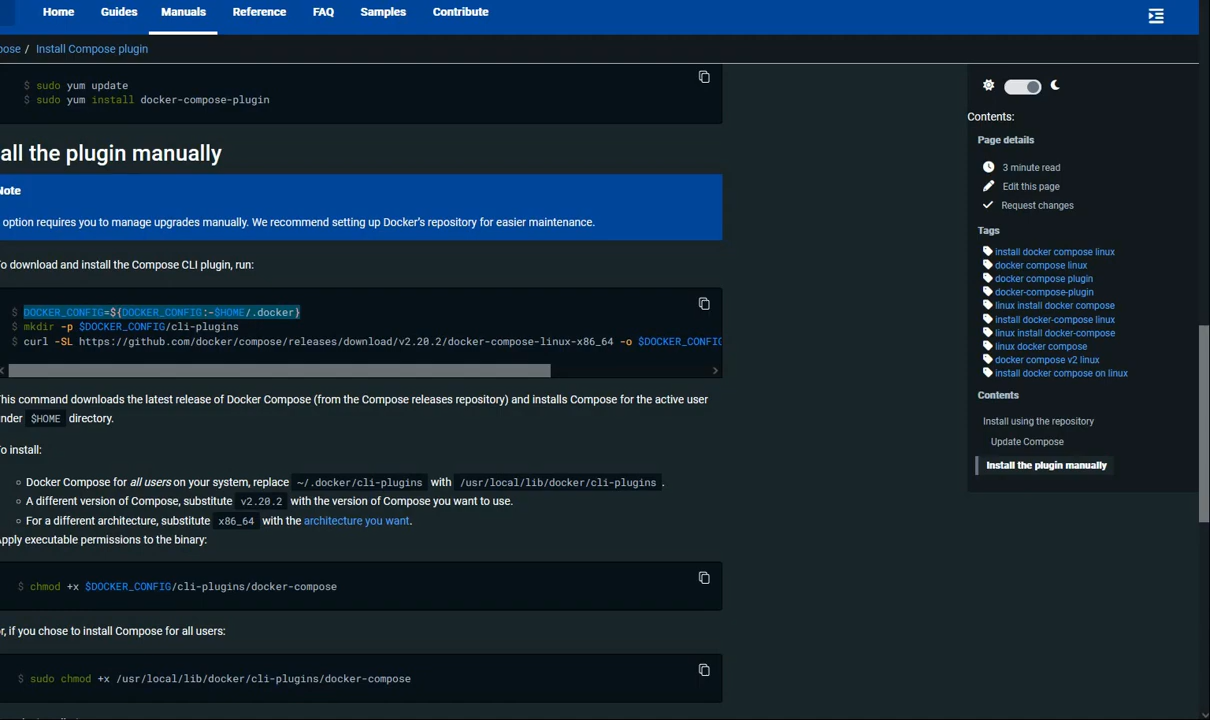 Home Guides Manuals Reference FAQ Samples Contribute
pose / Install Compose plugin
$ sudo yum update
$ sudo yum install docker-compose-plugin
all the plugin manually
Note
option requires you to manage upgrades manually. We recommend setting up Docker's repository for easier maintenance.
To download and install the Compose CLI plugin, run:
$ DOCKER_CONFIG=${DOCKER_CONFIG:-$HOME/.docker}
$ mkdir -p $DOCKER_CONFIG/cli-plugins
$ curl -SL https://github.com/docker/compose/releases/download/v2.20.2/docker-compose-linux-x86_64 -o $DOCKER_CONFIG
This command downloads the latest release of Docker Compose (from the Compose releases repository) and installs Compose for the active user
under $HOME directory.
To install:
Docker Compose for all users on your system, replace ~/.docker/cli-plugins with /usr/local/lib/docker/cli-plugins .
A different version of Compose, substitute v2.20.2 with the version of Compose you want to use.
For a different architecture, substitute x86_64 with the architecture you want.
Apply executable permissions to the binary:
$ chmod +x $DOCKER_CONFIG/cli-plugins/docker-compose
or, if you chose to install Compose for all users:
$ sudo chmod +x /usr/local/lib/docker/cli-plugins/docker-compose
Contents:
Page details
3 minute read
Edit this page
Request changes
Tags
install docker compose linux
docker compose linux
docker compose plugin
docker-compose-plugin
linux install docker compose
install docker-compose linux
linux install docker-compose
linux docker compose
docker compose v2 linux
install docker compose on linux
Contents
Install using the repository
Update Compose
Install the plugin manually